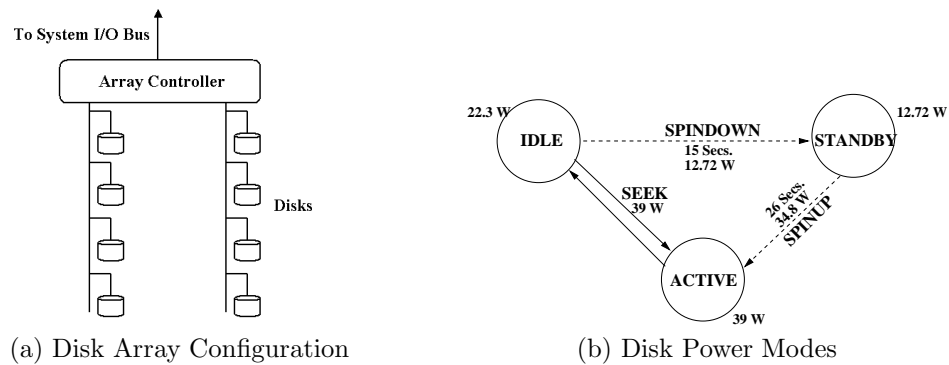 To System I/O Bus
Array Controller
Disks
(a) Disk Array Configuration
22.3 W
IDLE
SPINDOWN
15 Secs.
12.72 W
12.72 W
STANDBY
SEEK
39 W
26 Secs.
34.8 W
SPINUP
ACTIVE
39 W
(b) Disk Power Modes